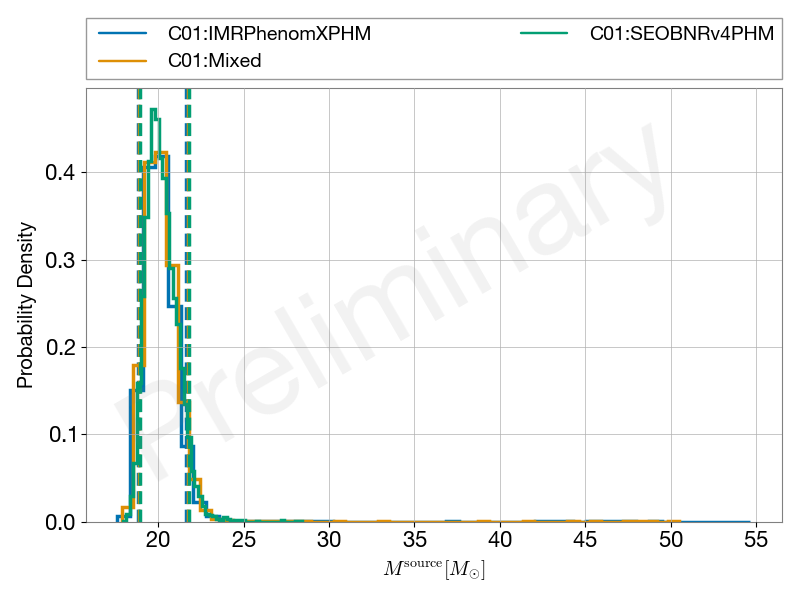 C01:IMRPhenomXPHM
C01:SEOBNRv4PHM
C01:Mixed
Preliminary
Probability Density
0.4
0.3
0.2
0.1
0.0
20 25 30 35 40 45 50 55
M^source [M_⊙]